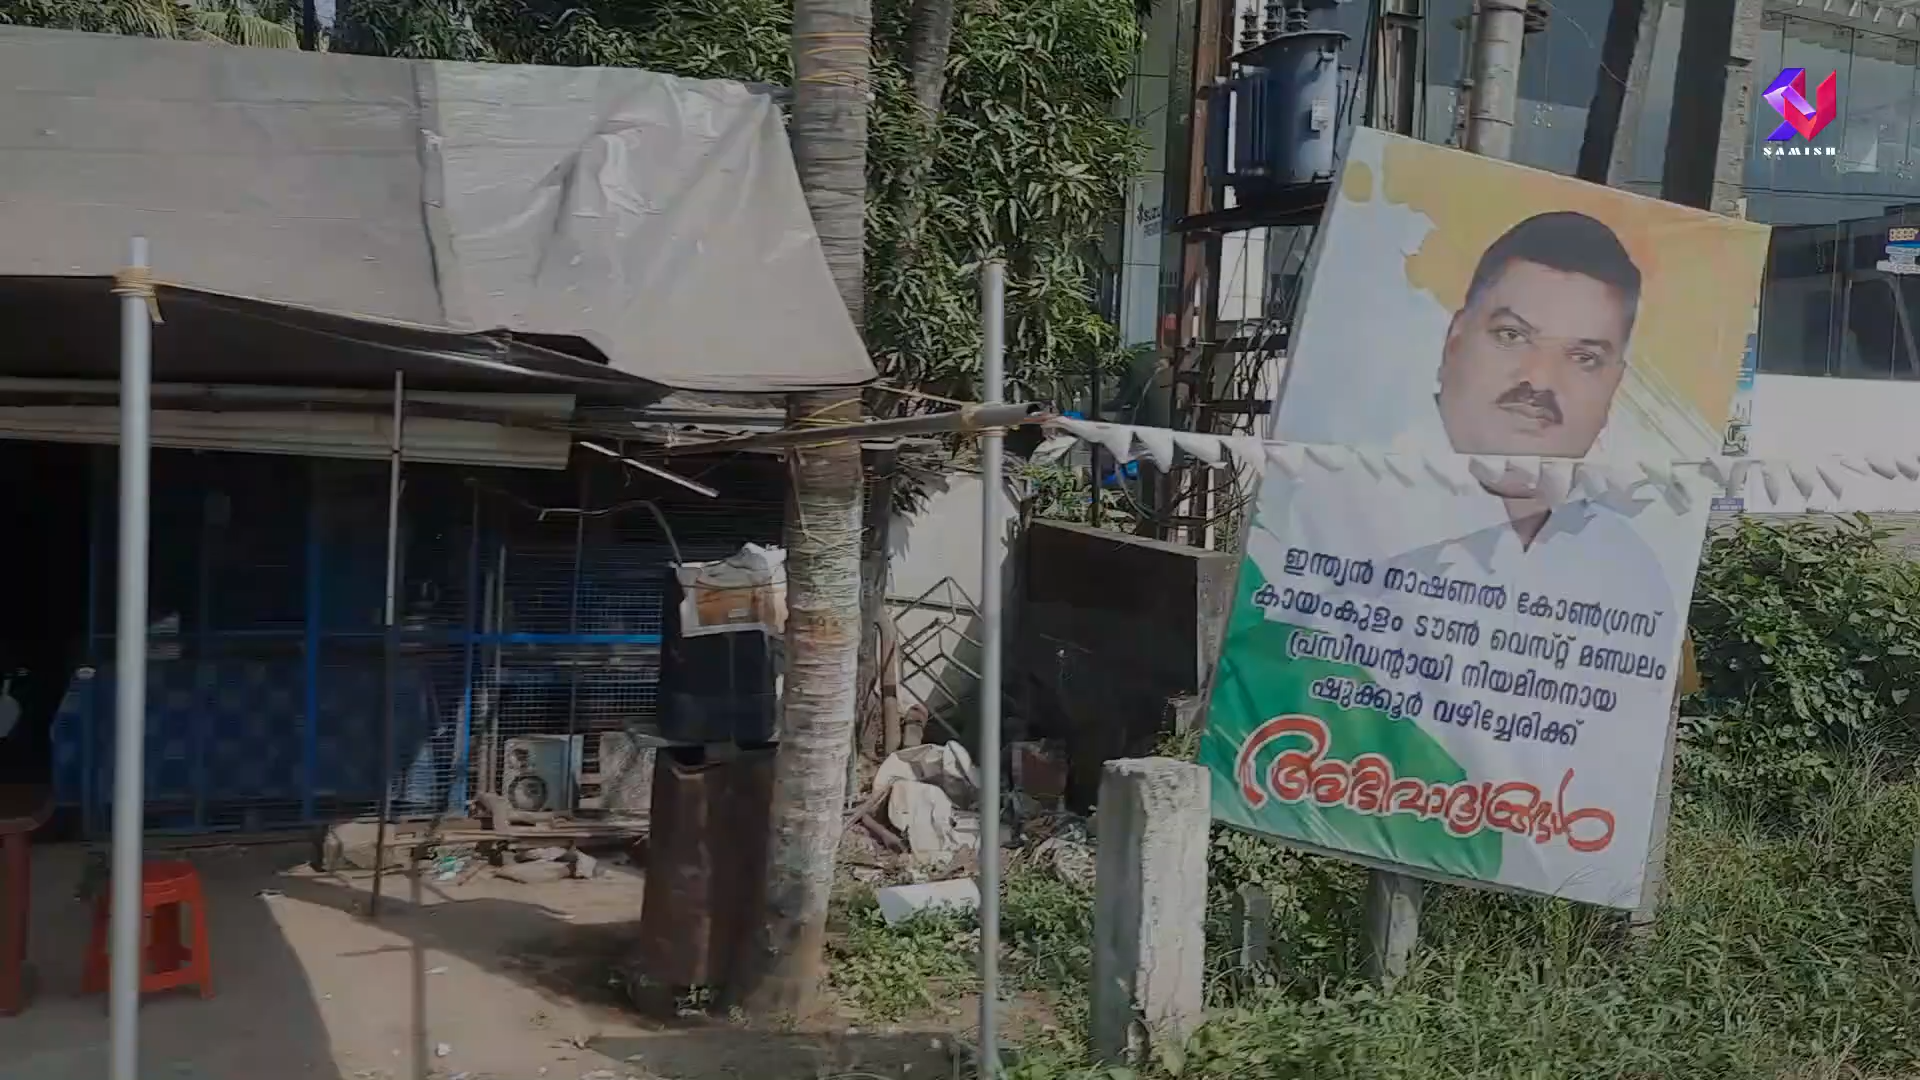 SAMISH
ഇന്ത്യൻ നാഷണൽ കോൺഗ്രസ്
കായംകുളം ടൗൺ വെസ്റ്റ് മണ്ഡലം
പ്രസിഡന്റായി നിയമിതനായ
ഷുക്കൂർ വഴിച്ചേരിക്ക്
അഭിവാദ്യങ്ങൾ